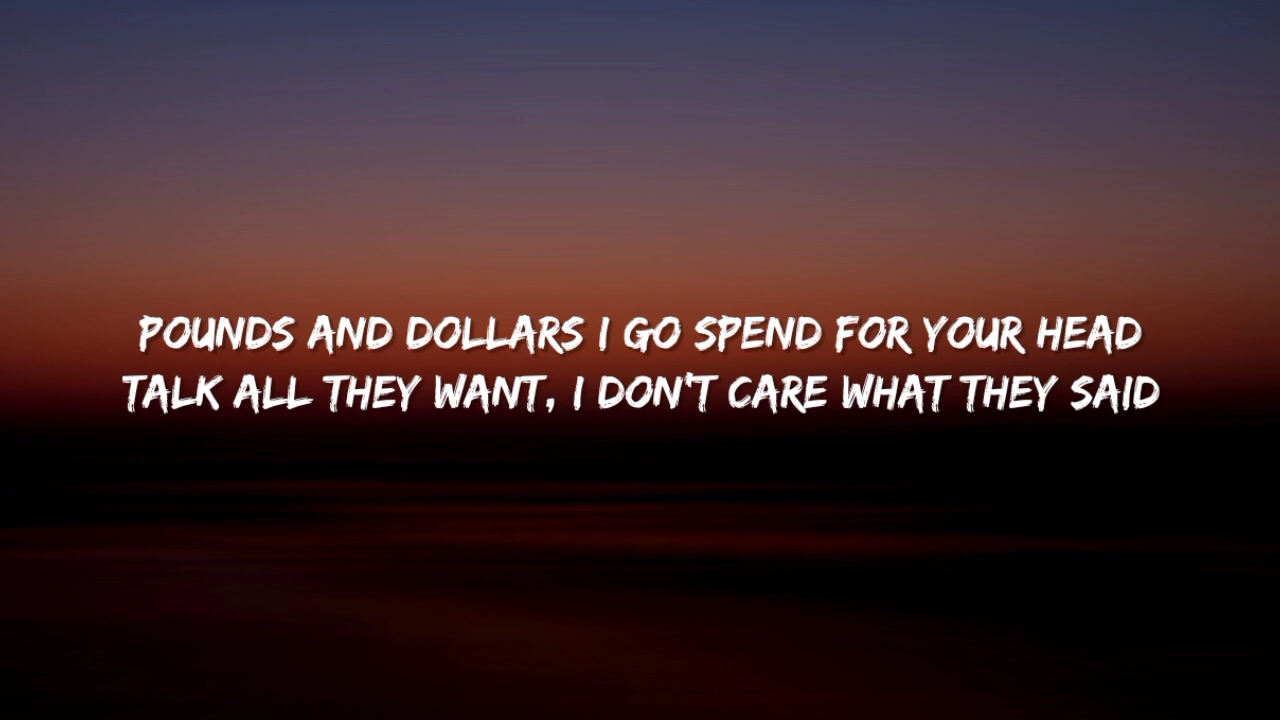 POUNDS AND DOLLARS I GO SPEND FOR YOUR HEAD
TALK ALL THEY WANT, I DON'T CARE WHAT THEY SAID